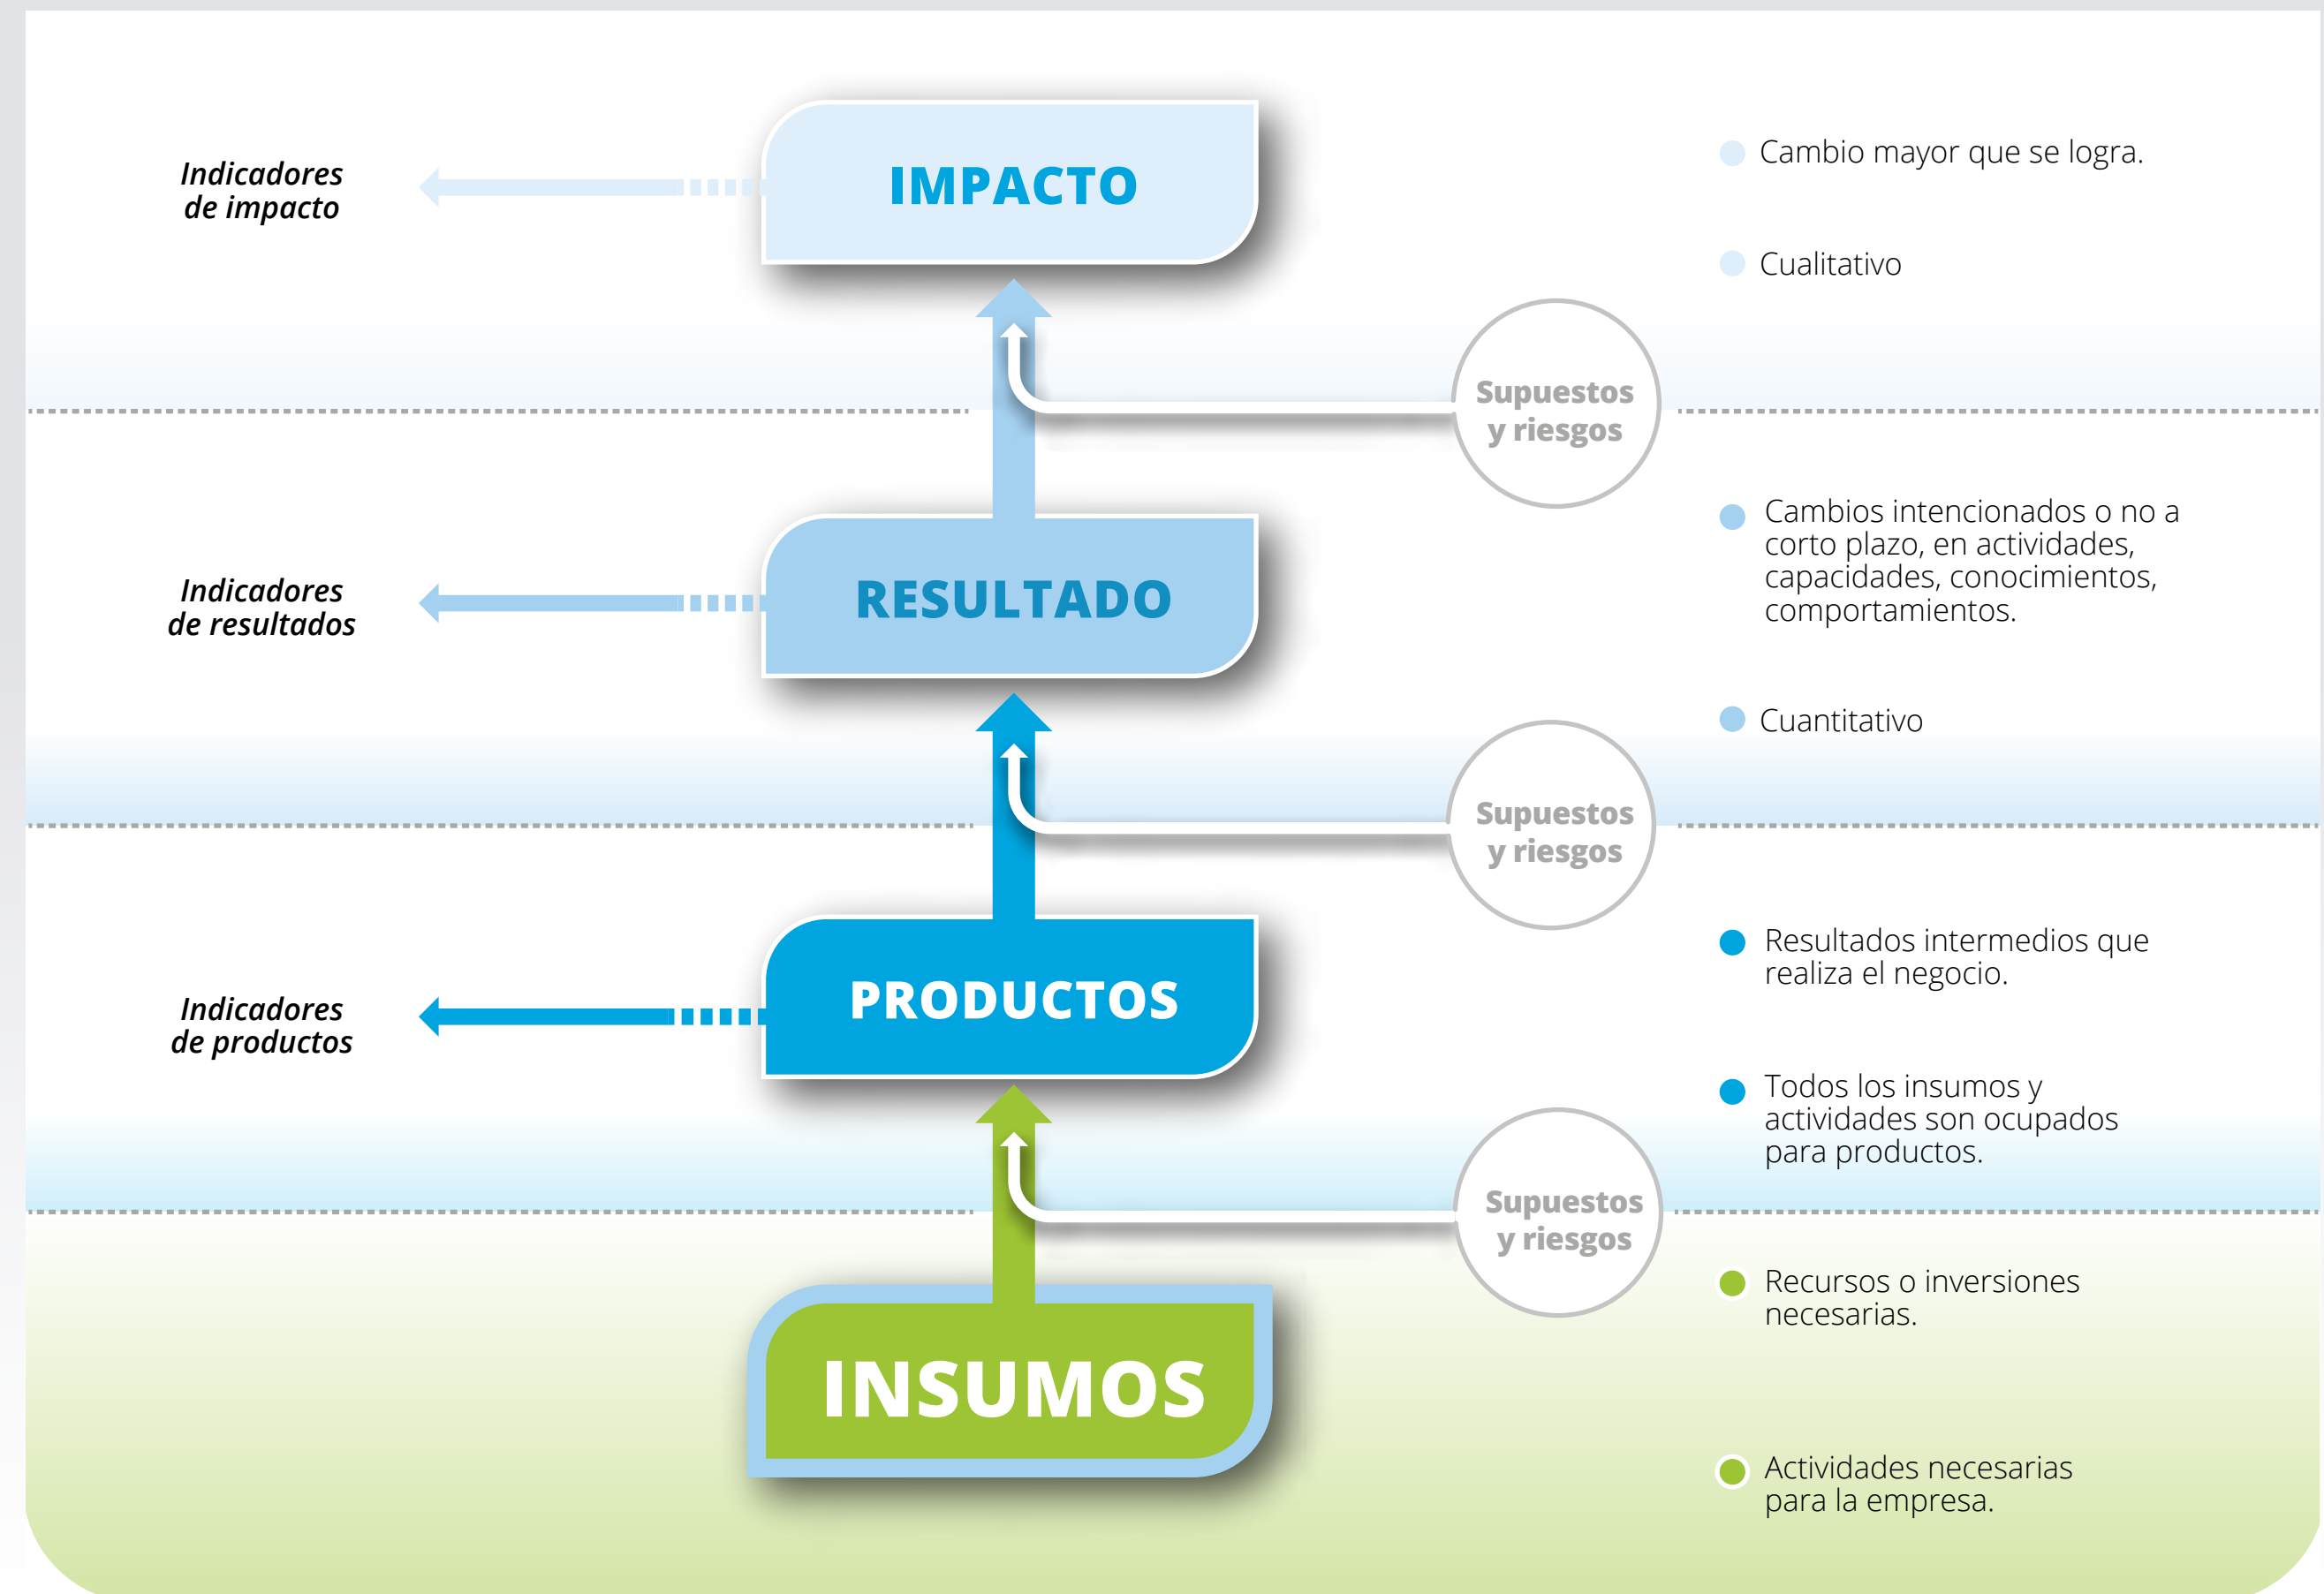 Indicadores
de impacto
IMPACTO
Cambio mayor que se logra.
Cualitativo
Supuestos
y riesgos
Indicadores
de resultados
RESULTADO
Cambios intencionados o no a
corto plazo, en actividades,
capacidades, conocimientos,
comportamientos.
Cuantitativo
Supuestos
y riesgos
Indicadores
de productos
PRODUCTOS
Resultados intermedios que
realiza el negocio.
Todos los insumos y
actividades son ocupados
para productos.
Supuestos
y riesgos
INSUMOS
Recursos o inversiones
necesarias.
Actividades necesarias
para la empresa.